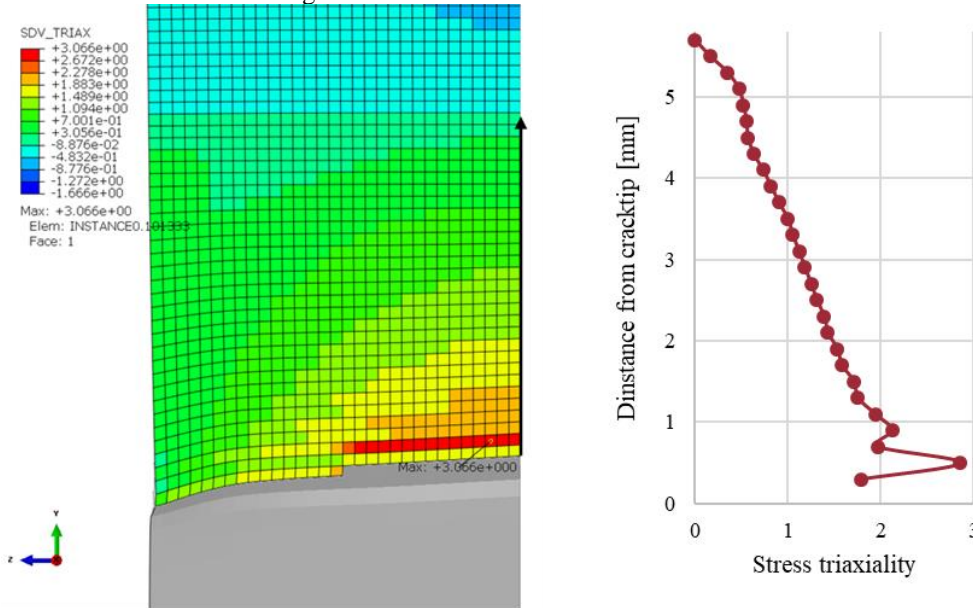 SDV_TRIAX
+3.066e+00
+2.672e+00
+2.278e+00
+1.883e+00
+1.489e+00
+1.094e+00
+7.001e-01
+3.056e-01
-8.876e-02
-4.832e-01
-8.776e-01
-1.272e+00
-1.666e+00
Max: +3.066e+00
Elem: INSTANCE0.101333
Face: 1
Max: +3.066e+000
Y
Z
Dinstance from cracktip [mm]
5
4
3
2
1
0
0 1 2 3
Stress triaxiality